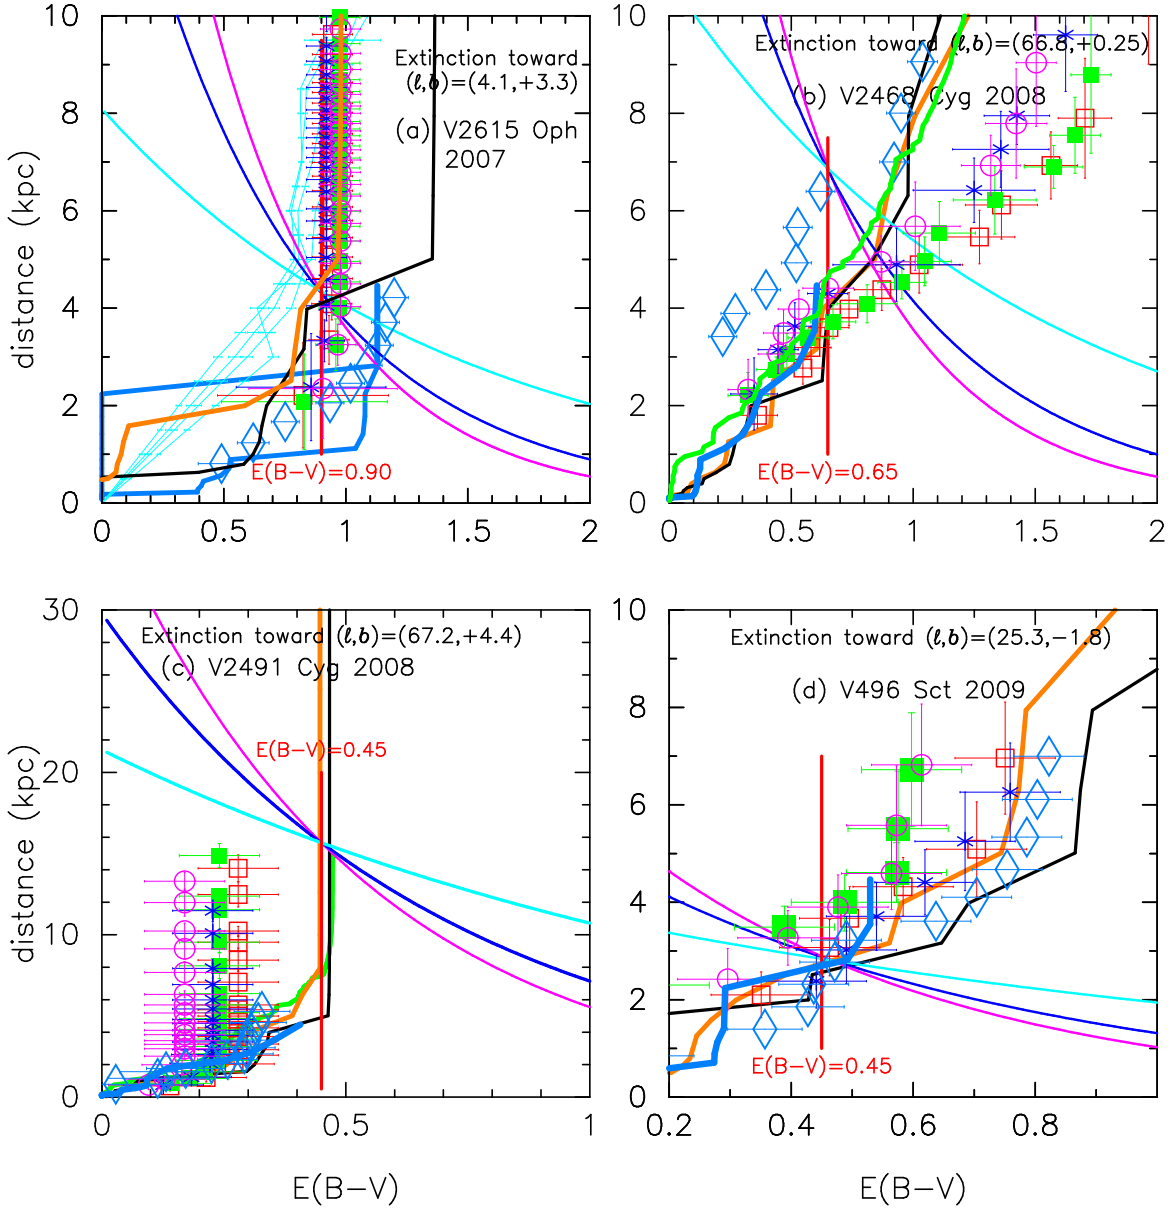 10
8
6
4
2
0
0
0.5
1
1.5
2
distance (kpc)
Extinction toward
(l,b)=(4.1,+3.3)
(a) V2615 Oph
2007
E(B−V)=0.90
10
8
6
4
2
0
0
0.5
1
1.5
2
Extinction toward (l,b)=(66.8,+0.25)
(b) V2468 Cyg 2008
E(B−V)=0.65
30
20
10
0
0
0.5
1
distance (kpc)
E(B−V)
Extinction toward (l,b)=(67.2,+4.4)
(c) V2491 Cyg 2008
E(B−V)=0.45
10
8
6
4
2
0
0.2
0.4
0.6
0.8
E(B−V)
Extinction toward (l,b)=(25.3,−1.8)
(d) V496 Sct 2009
E(B−V)=0.45